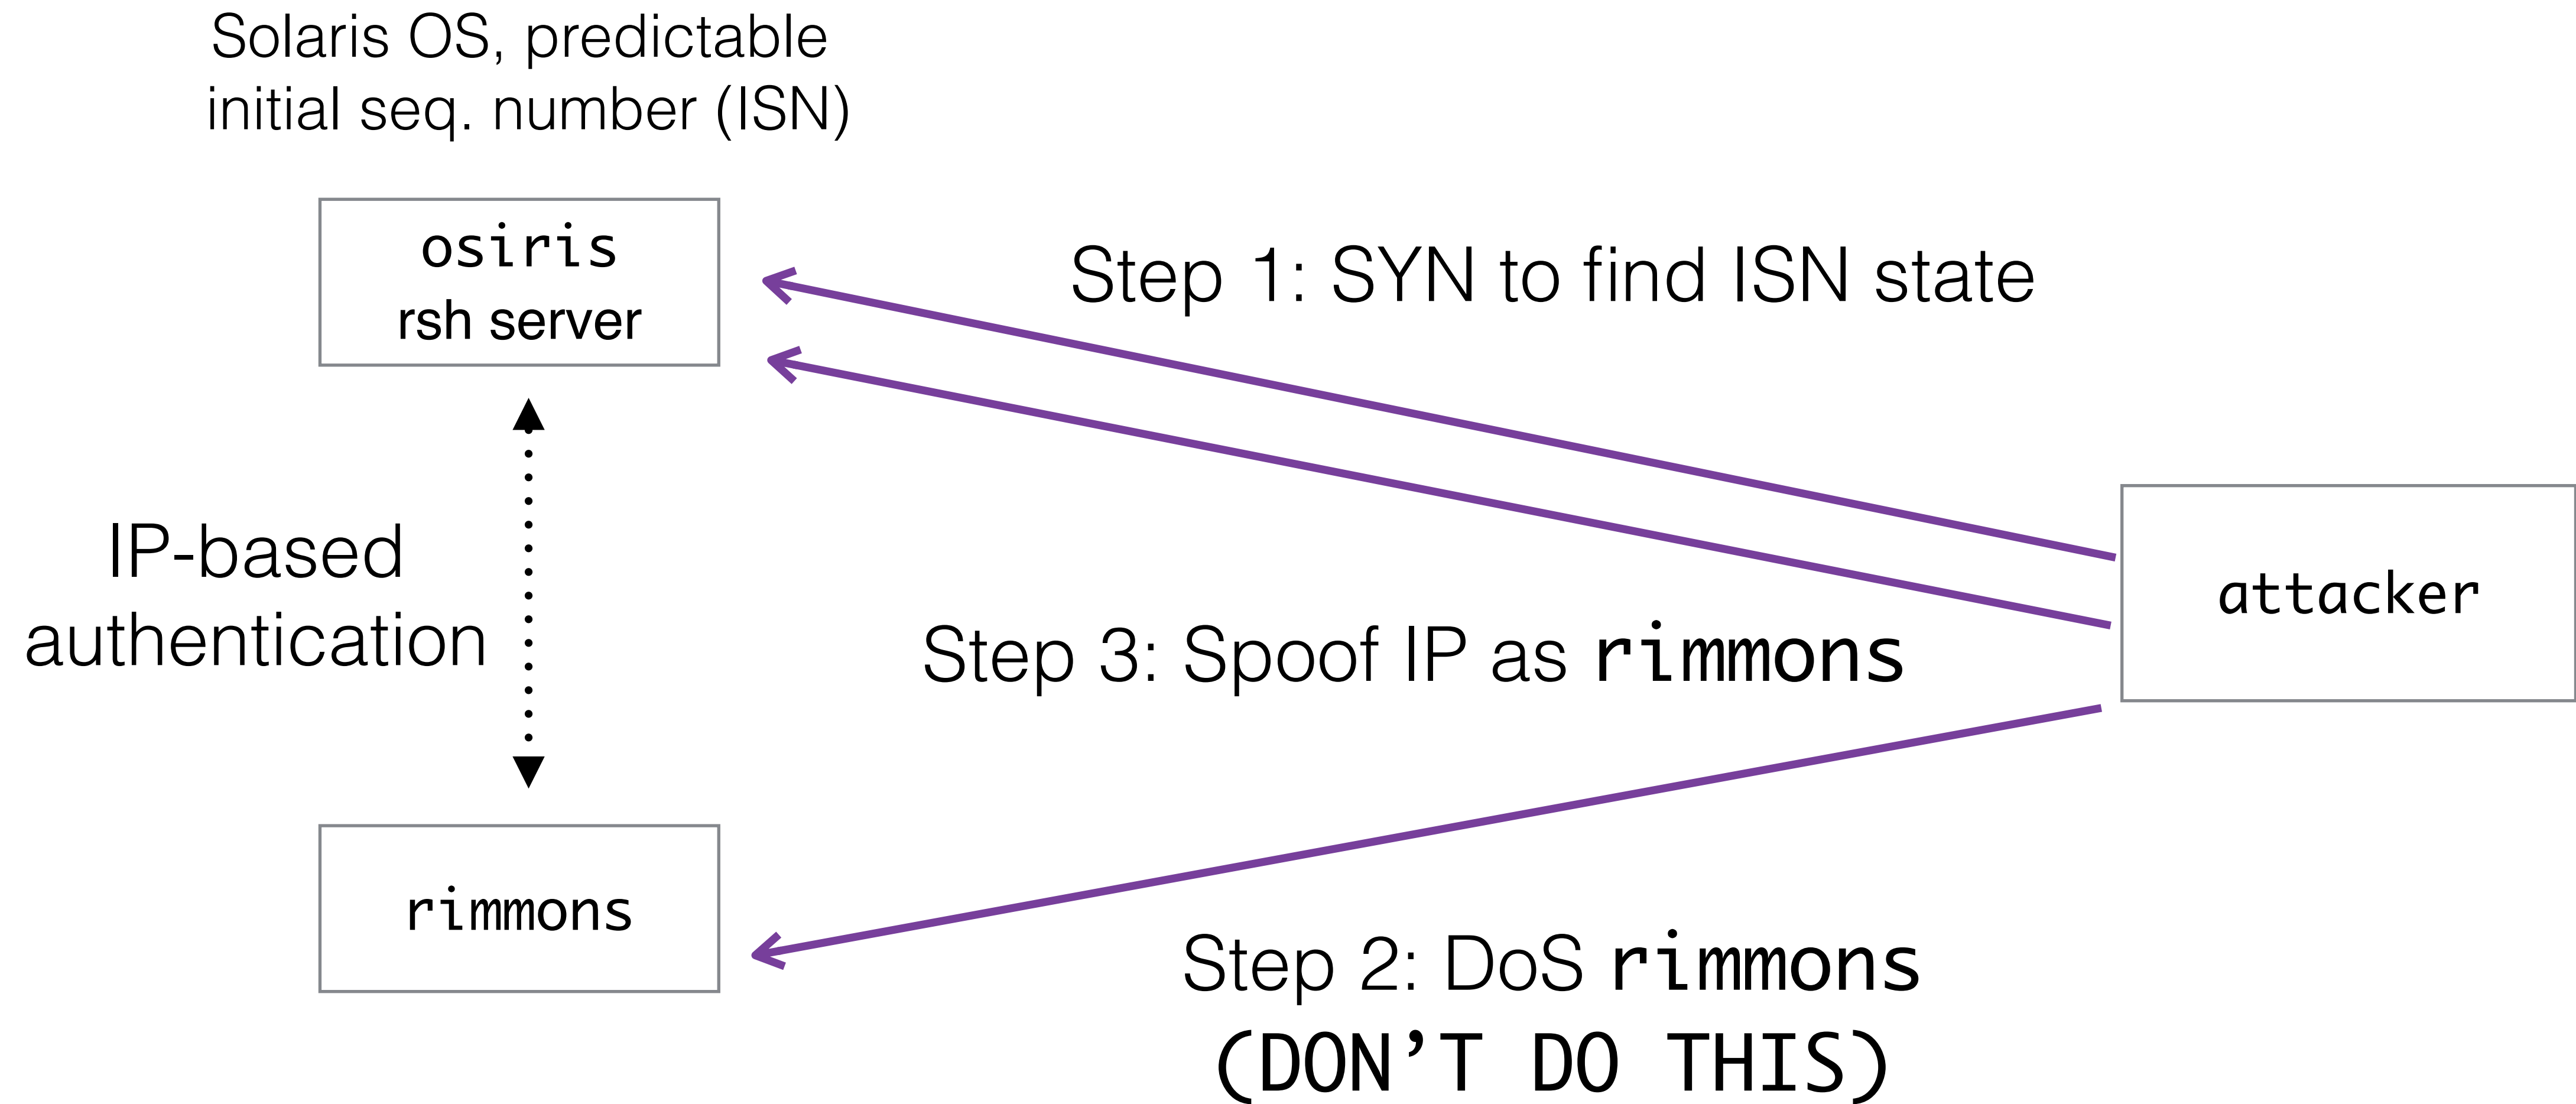 Solaris OS, predictable
initial seq. number (ISN)
osiris
rsh server
Step 1: SYN to find ISN state
IP-based
authentication
attacker
Step 3: Spoof IP as rimmons
rimmons
Step 2: DoS rimmons
(DON’T DO THIS)